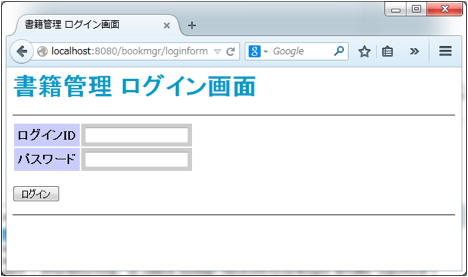 書籍管理 ログイン画面
localhost:8080/bookmgr/loginform
Google
書籍管理 ログイン画面
ログインID
パスワード
ログイン